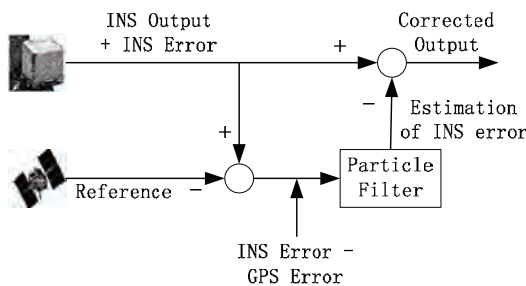 INS Output
+ INS Error
Corrected
Output
+
−
Estimation
of INS error
+
Reference
−
Particle
Filter
INS Error −
GPS Error